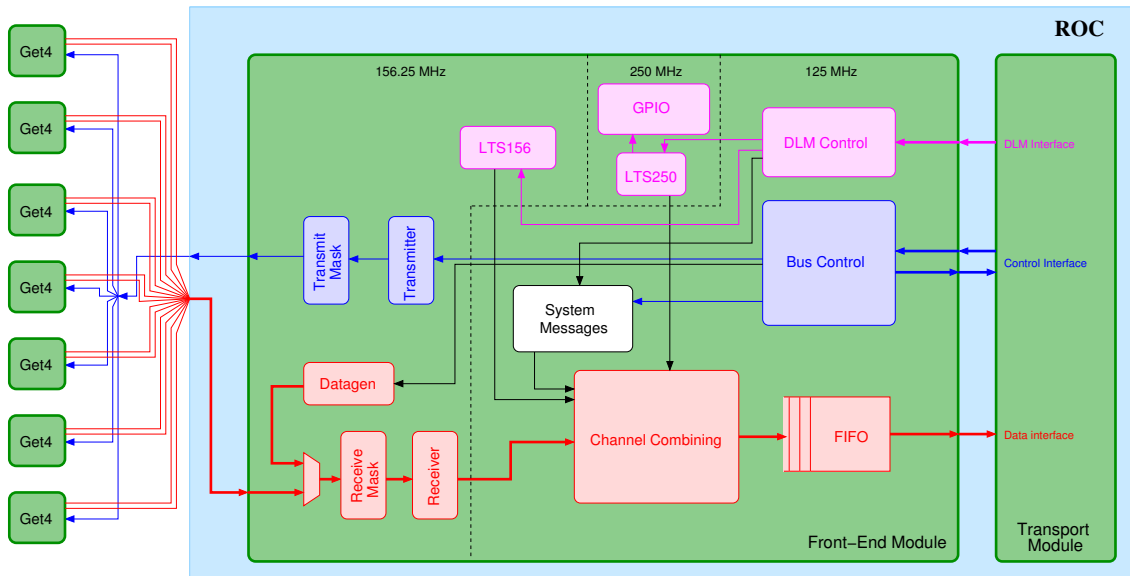 ROC
Get4
Get4
Get4
Get4
Get4
Get4
Get4
156.25 MHz
250 MHz
125 MHz
GPIO
LTS156
LTS250
DLM Control
DLM Interface
Transmit
Mask
Transmitter
Bus Control
Control Interface
System
Messages
Datagen
Receive
Mask
Receiver
Channel Combining
FIFO
Data interface
Front−End Module
Transport
Module